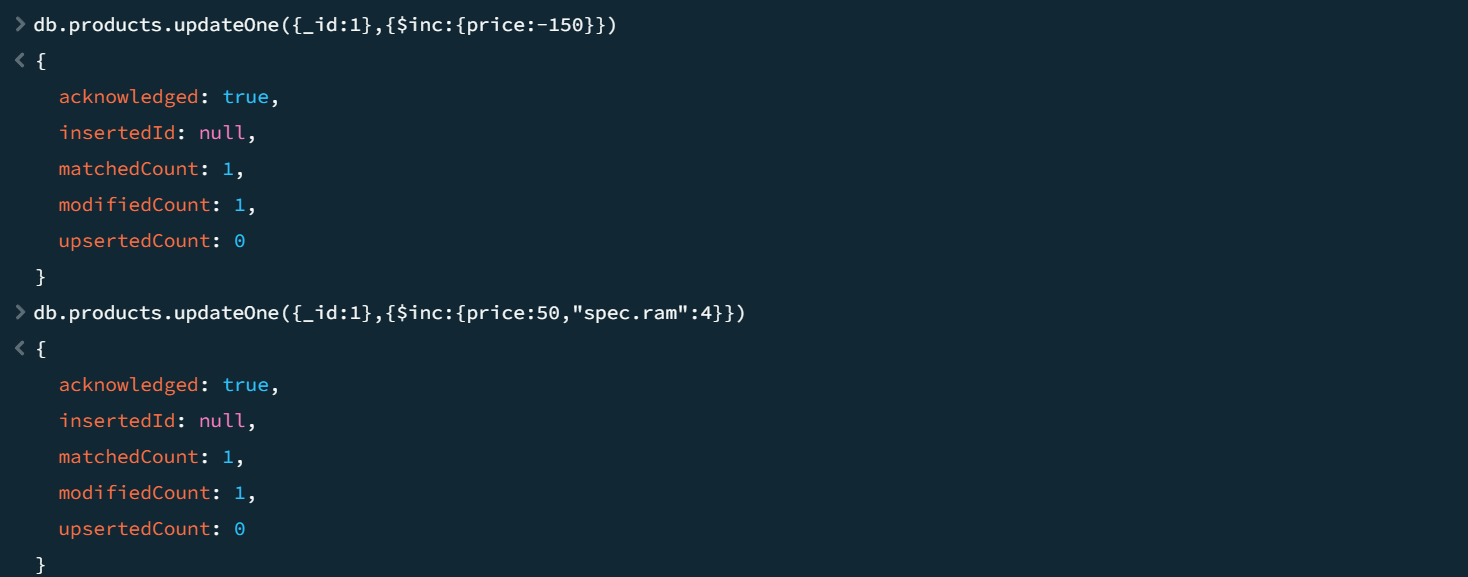 > db.products.updateOne({_id:1},{$inc:{price:-150}})
< {
acknowledged: true,
insertedId: null,
matchedCount: 1,
modifiedCount: 1,
upsertedCount: 0
}
> db.products.updateOne({_id:1},{$inc:{price:50,"spec.ram":4}})
< {
acknowledged: true,
insertedId: null,
matchedCount: 1,
modifiedCount: 1,
upsertedCount: 0
}